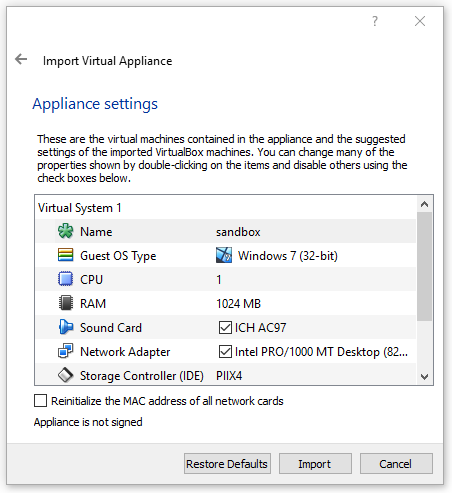 ?
Import Virtual Appliance
Appliance settings
These are the virtual machines contained in the appliance and the suggested
settings of the imported VirtualBox machines. You can change many of the
properties shown by double-clicking on the items and disable others using the
check boxes below.
Virtual System 1
Name sandbox
Guest OS Type Windows 7 (32-bit)
CPU 1
RAM 1024 MB
Sound Card ICH AC97
Network Adapter Intel PRO/1000 MT Desktop (82...
Storage Controller (IDE) PIIX4
Reinitialize the MAC address of all network cards
Appliance is not signed
Restore Defaults Import Cancel